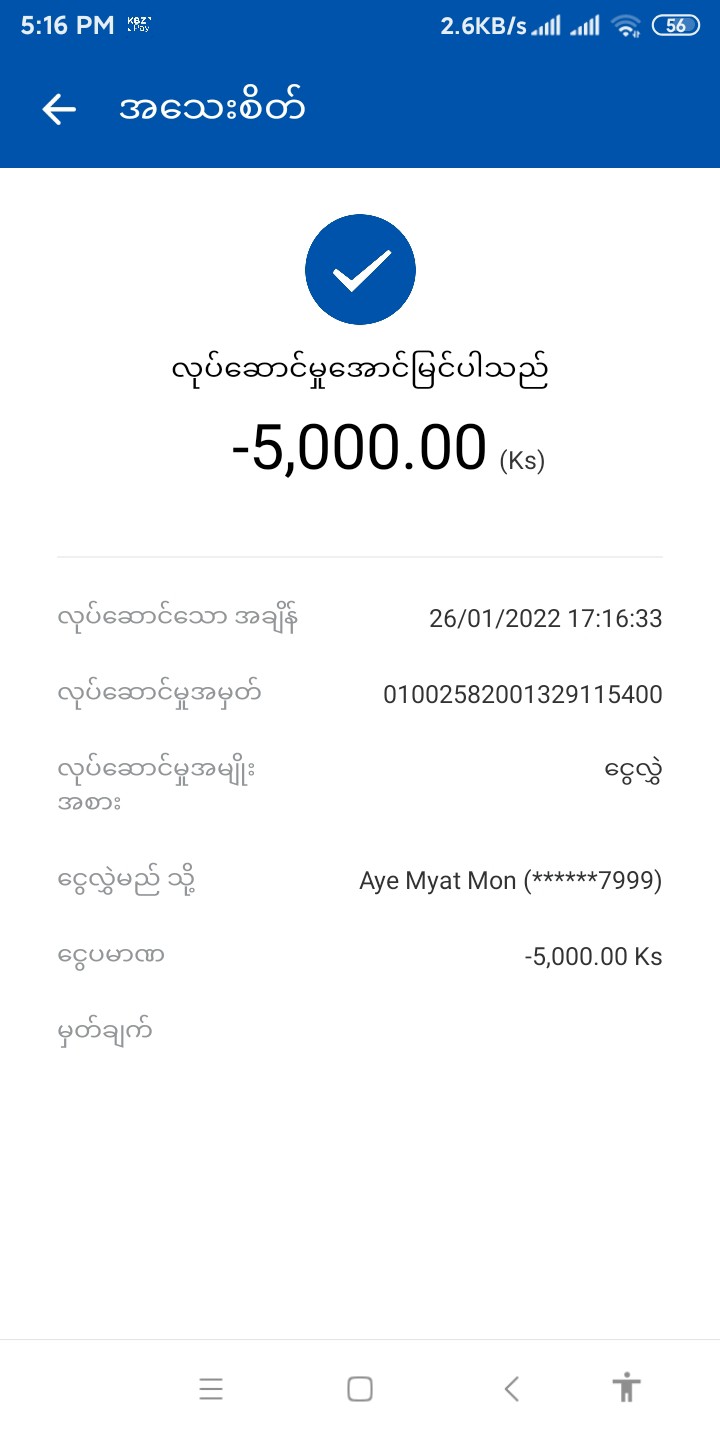 5:16 PM KBZ Pay 2.6KB/s 56
အသေးစိတ်
လုပ်ဆောင်မှုအောင်မြင်ပါသည်
-5,000.00 (Ks)
လုပ်ဆောင်သော အချိန် 26/01/2022 17:16:33
လုပ်ဆောင်မှုအမှတ် 01002582001329115400
လုပ်ဆောင်မှုအမျိုး ငွေလွှဲ
အစား
ငွေလွှဲမည် သို့ Aye Myat Mon (******7999)
ငွေပမာဏ -5,000.00 Ks
မှတ်ချက်